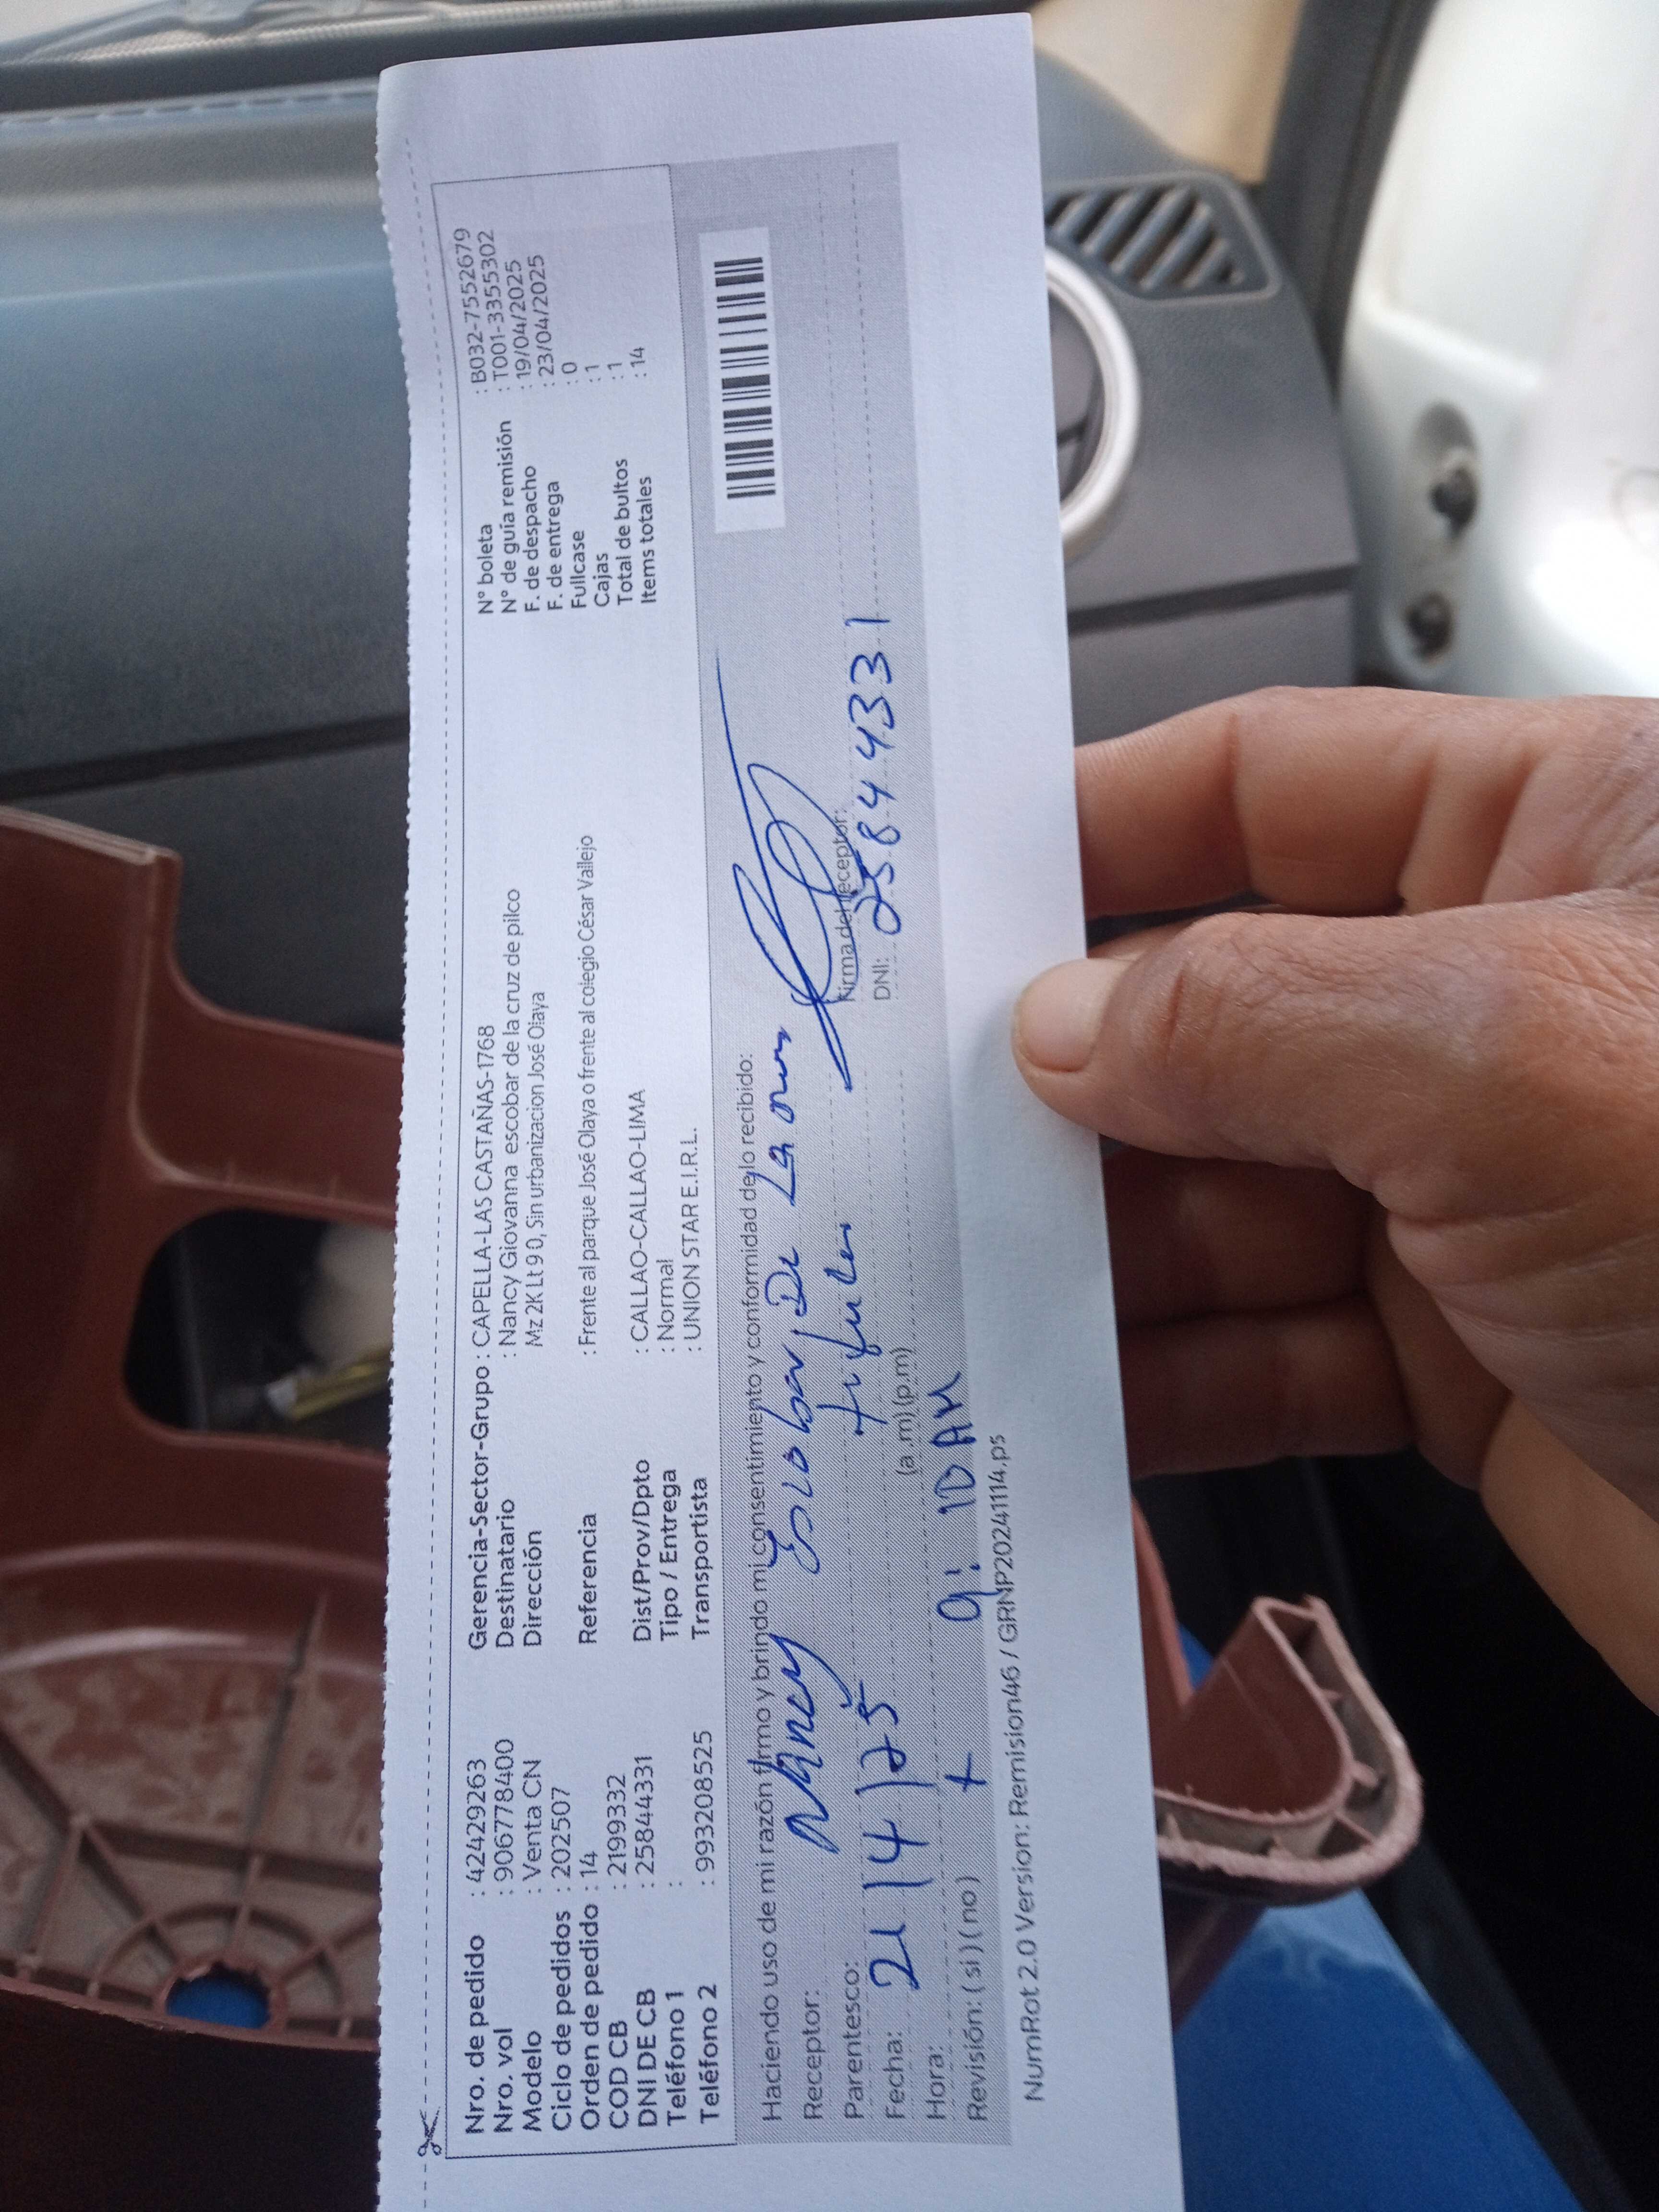 Nro. de pedido : 42429263
Nro. vol : 906778400
Modelo : Venta CN
Ciclo de pedidos : 202507
Orden de pedido : 14
COD CB : 2199332
DNI DE CB : 25844331
Teléfono 1 :
Teléfono 2 : 993208525
Gerencia-Sector-Grupo : CAPELLA-LAS CASTAÑAS-1768
Destinatario : Nancy Giovanna escobar de la cruz de pilco
Dirección Mz 2K Lt 9 0, Sin urbanizacion José Olaya
Referencia : Frente al parque José Olaya o frente al colegio César Vallejo
Dist/Prov/Dpto : CALLAO-CALLAO-LIMA
Tipo / Entrega : Normal
Transportista : UNION STAR E.I.R.L.
N° boleta : B032-7552679
N° de guía remisión : T001-3355302
F. de despacho : 19/04/2025
F. de entrega : 23/04/2025
Fullcase : 0
Cajas : 1
Total de bultos : 1
Items totales : 14
Haciendo uso de mi razón firmo y brindo mi consentimiento y conformidad de lo recibido:
Receptor: Nancy Escobar De La
Parentesco: titular
Fecha: 21/4/25
Hora: 9:10 AM (a.m) (p.m)
Revisión: ( si ) ( no )
Firma del receptor:
DNI: 25844331
NumRot 2.0 Version: Remision46 / GRNP20241114.ps